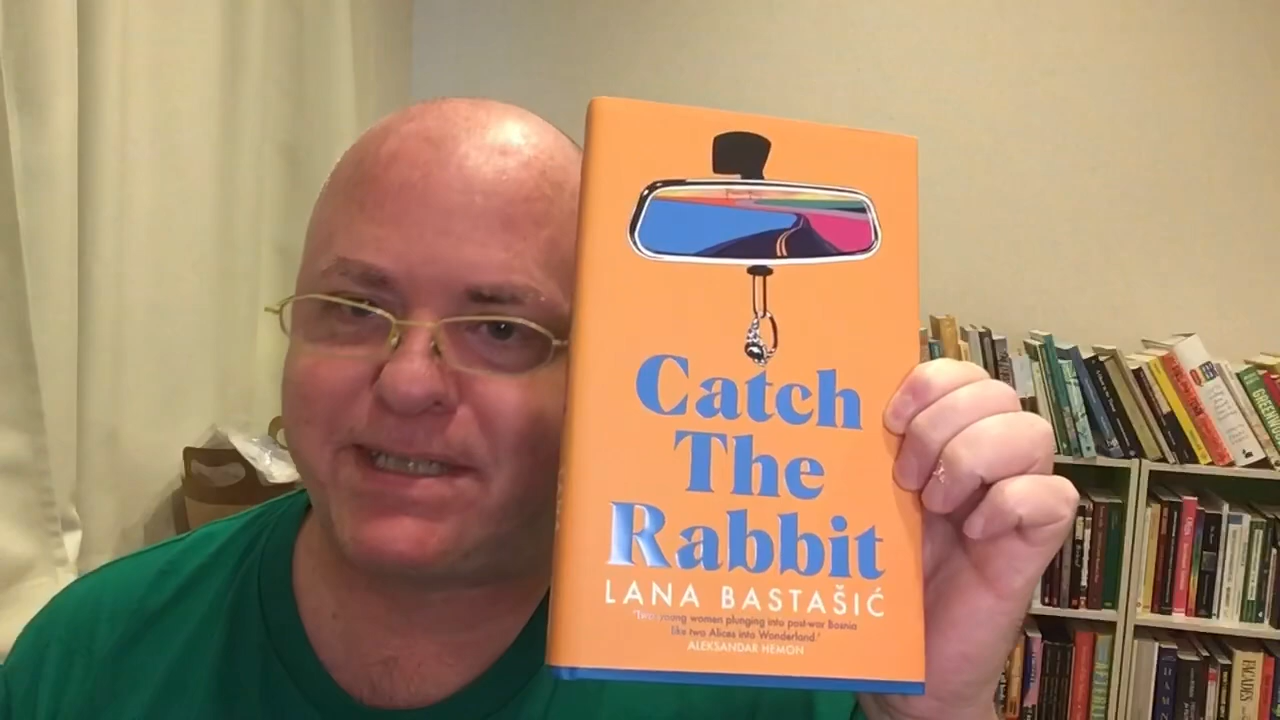 Catch
The
Rabbit
LANA BASTAŠIĆ
'Two young women plunging into post-war Bosnia
like two Alices into Wonderland.'
ALEKSANDAR HEMON
FACADES